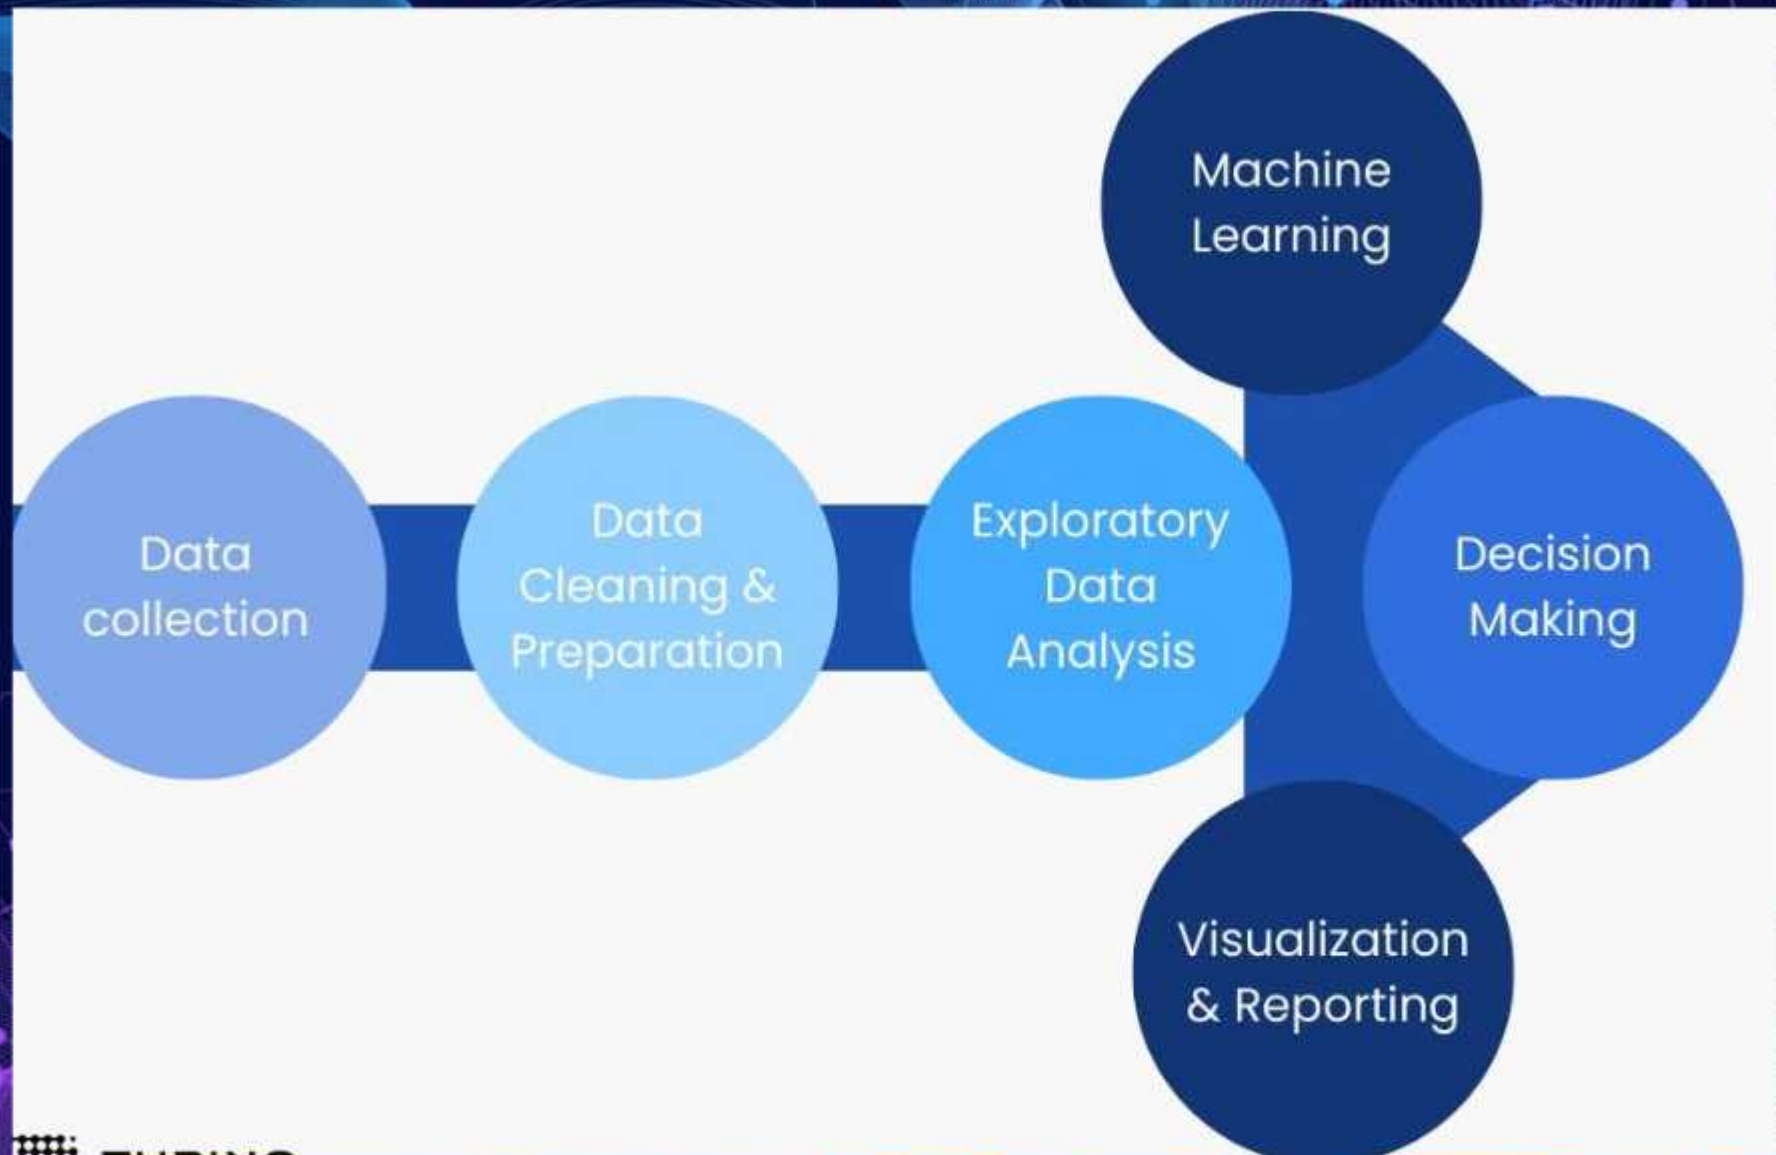 Data
collection
Data
Cleaning &
Preparation
Exploratory
Data
Analysis
Machine
Learning
Decision
Making
Visualization
& Reporting